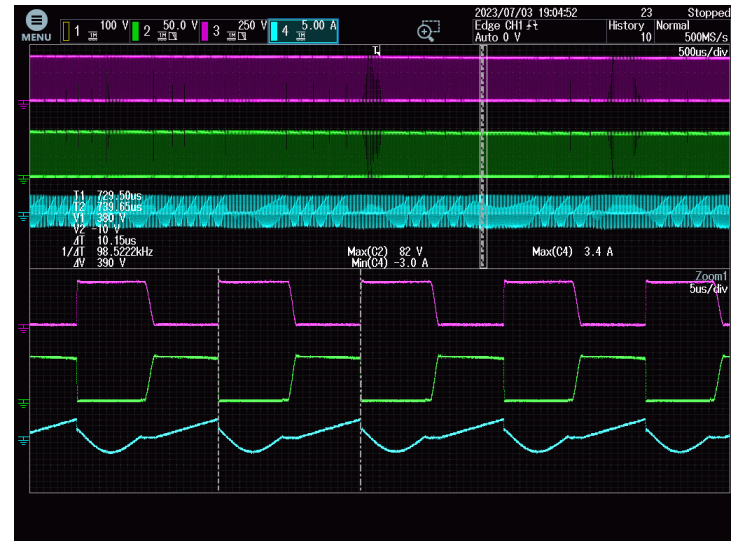 2023/07/03 19:04:52 23 Stopped
MENU 1 100 V 2 50.0 V 3 250 V 4 5.00 A Edge CH1 History Normal
Auto 0 V 10 500MS/s
500us/div
T1 729.50us
T2 739.65us
V1 380 V
V2 -10 V
ΔT 10.15us
1/ΔT 98.5222kHz Max(C2) 82 V Max(C4) 3.4 A
ΔV 390 V Min(C4) -3.0 A
Zoom1
5us/div